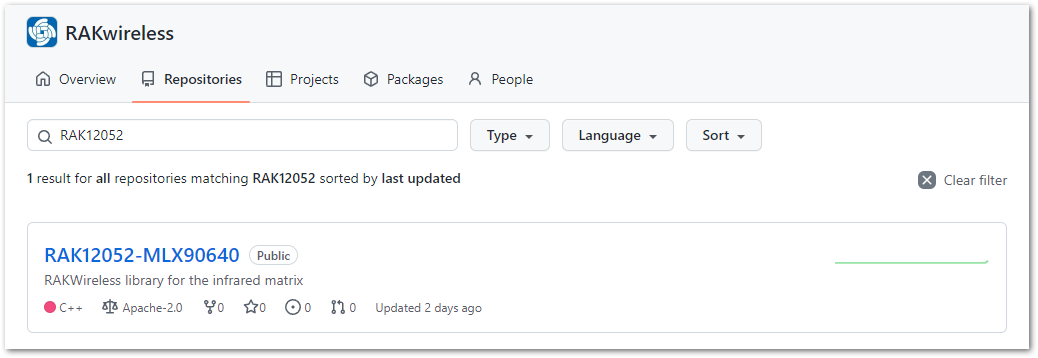 RAKwireless
Overview Repositories Projects Packages People
RAK12052 Type Language Sort
1 result for all repositories matching RAK12052 sorted by last updated Clear filter
RAK12052-MLX90640 Public
RAKWireless library for the infrared matrix
C++ Apache-2.0 0 0 0 0 Updated 2 days ago